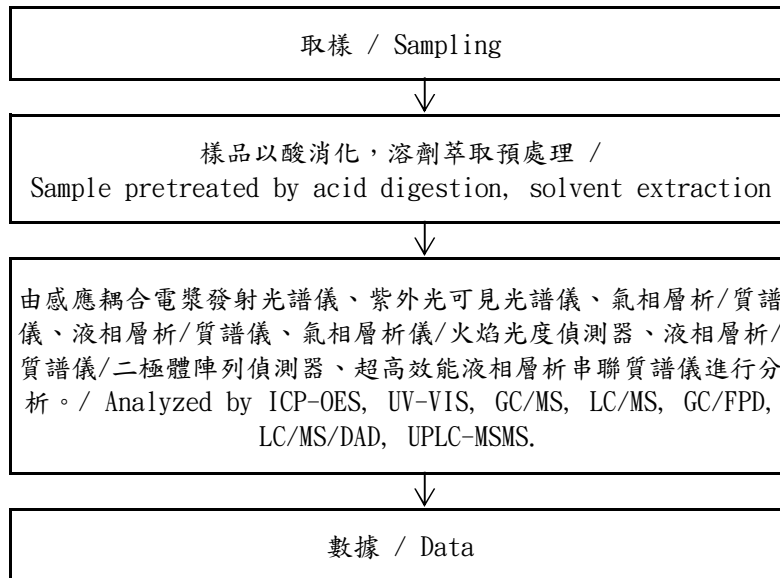 取樣 / Sampling
樣品以酸消化，溶劑萃取預處理 /
Sample pretreated by acid digestion, solvent extraction
由感應耦合電漿發射光譜儀、紫外光可見光譜儀、氣相層析/質譜
儀、液相層析/質譜儀、氣相層析儀/火焰光度偵測器、液相層析/
質譜儀/二極體陣列偵測器、超高效能液相層析串聯質譜儀進行分
析。/ Analyzed by ICP-OES, UV-VIS, GC/MS, LC/MS, GC/FPD,
LC/MS/DAD, UPLC-MSMS.
數據 / Data